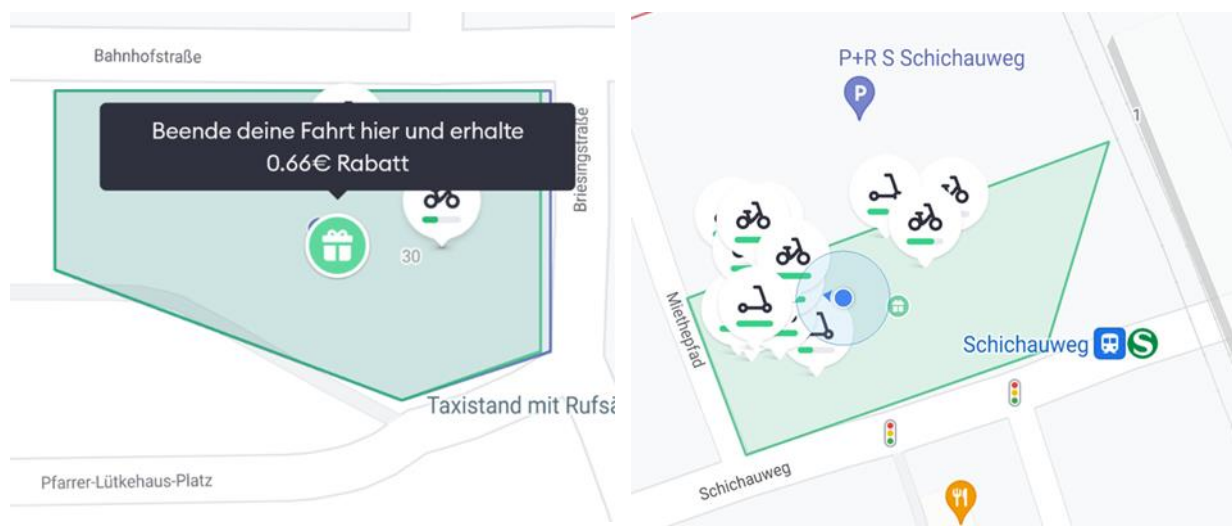 Bahnhofstraße
Beende deine Fahrt hier und erhalte
0.66€ Rabatt
Briesingstraße
30
Taxistand mit Rufsä
Pfarrer-Lütkehaus-Platz
P+R S Schichauweg
P
1
Miethepfad
Schichauweg
S
Schichauweg